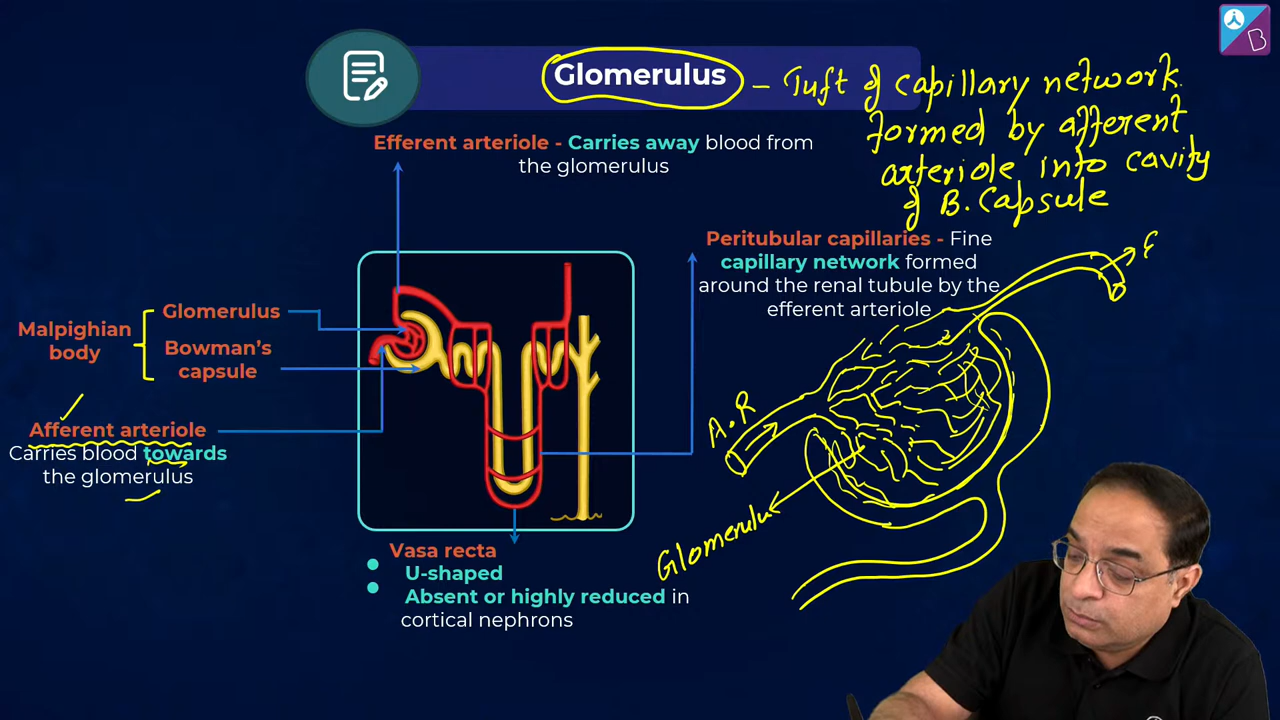 Glomerulus
– Tuft of capillary network
formed by afferent
arteriole into cavity
of B. Capsule
Efferent arteriole - Carries away blood from
the glomerulus
Peritubular capillaries - Fine
capillary network formed
around the renal tubule by the
efferent arteriole
E
Malpighian
body
Glomerulus
Bowman's
capsule
Afferent arteriole
Carries blood towards
the glomerulus
A.R
Glomerulu
Vasa recta
• U-shaped
• Absent or highly reduced in
cortical nephrons
B